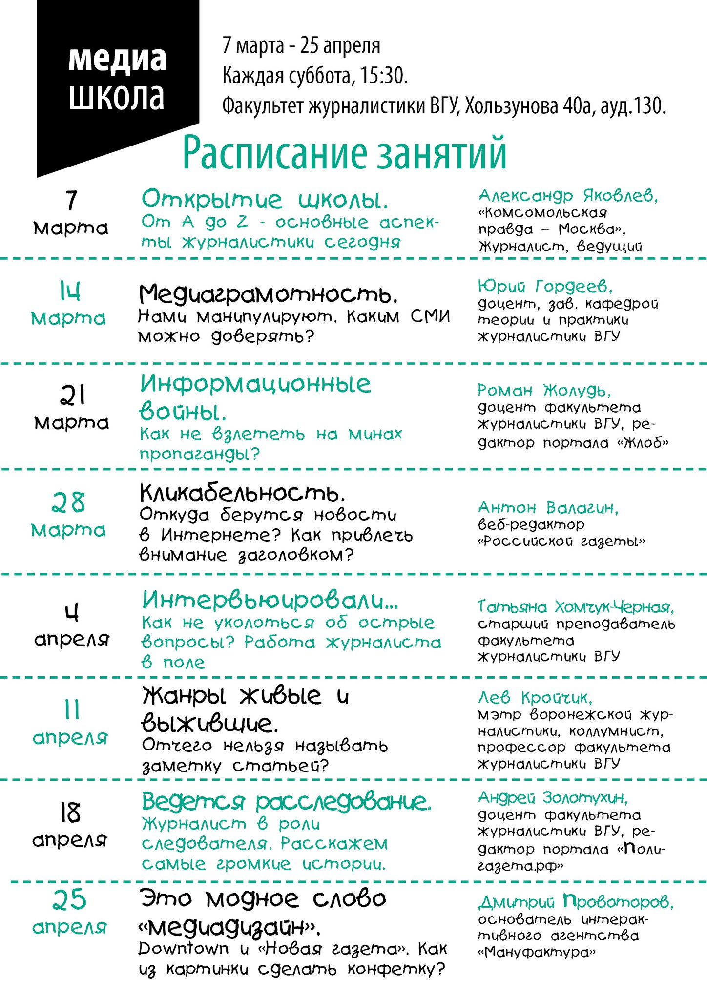 медиа
школа
7 марта - 25 апреля
Каждая суббота, 15:30.
Факультет журналистики ВГУ, Хользунова 40а, ауд.130.
Расписание занятий
7
марта
Открытие школы.
От A до Z - основные аспек-
ты журналистики сегодня
Александр Яковлев,
«Комсомольская
правда – Москва»,
Журналист, ведущий
14
марта
Медиаграмотность.
Нами манипулируют. Каким СМИ
можно доверять?
Юрий Гордеев,
доцент, зав. кафедрой
теории и практики
журналистики ВГУ
21
марта
Информационные
войны.
Как не взлететь на минах
пропаганды?
Роман Жолудь,
доцент факультета
журналистики ВГУ, ре-
дактор портала «Жлоб»
28
марта
Кликабельность.
Откуда берутся новости
в Интернете? Как привлечь
внимание заголовком?
Антон Валагин,
веб-редактор
«Российской газеты»
4
апреля
Интервьюировали...
Как не уколоться об острые
вопросы? Работа журналиста
в поле
Татьяна Хомчук-Черная,
старший преподаватель
факультета
журналистики ВГУ
11
апреля
Жанры живые и
выжившие.
Отчего нельзя называть
заметку статьей?
Лев Кройчик,
мэтр воронежской жур-
налистики, коллумнист,
профессор факультета
журналистики ВГУ
18
апреля
Ведется расследование.
Журналист в роли
следователя. Расскажем
самые громкие истории.
Андрей Золотухин,
доцент факультета
журналистики ВГУ, ре-
дактор портала «Поли-
газета.рф»
25
апреля
Это модное слово
«медиадизайн».
Downtown и «Новая газета». Как
из картинки сделать конфетку?
Дмитрий Провоторов,
основатель интерак-
тивного агентства
«Мануфактура»